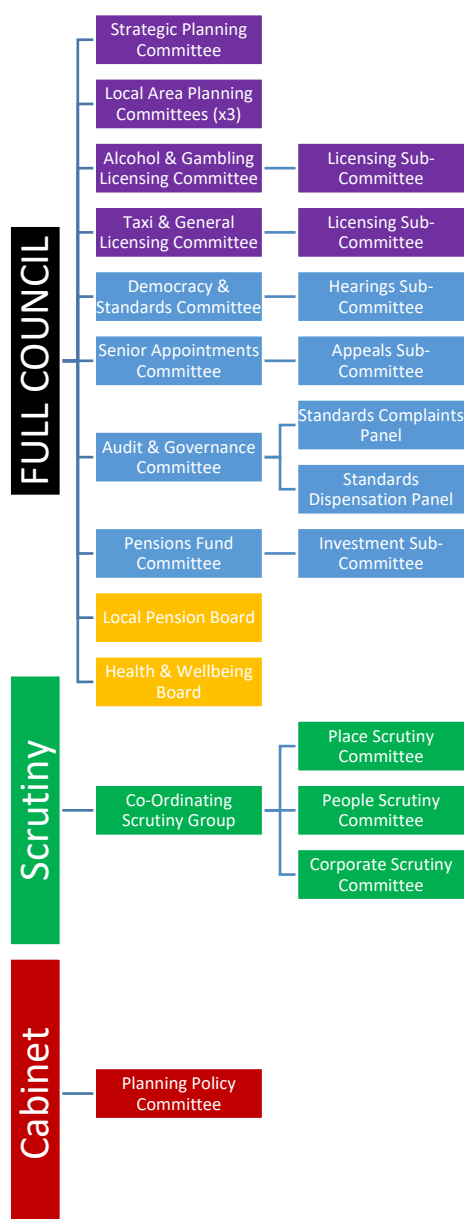 FULL COUNCIL
Strategic Planning
Committee
Local Area Planning
Committees (x3)
Alcohol & Gambling
Licensing Committee
Licensing Sub-
Committee
Taxi & General
Licensing Committee
Licensing Sub-
Committee
Democracy &
Standards Committee
Hearings Sub-
Committee
Senior Appointments
Committee
Appeals Sub-
Committee
Audit & Governance
Committee
Standards Complaints
Panel
Standards
Dispensation Panel
Pensions Fund
Committee
Investment Sub-
Committee
Local Pension Board
Health & Wellbeing
Board
Scrutiny
Co-Ordinating
Scrutiny Group
Place Scrutiny
Committee
People Scrutiny
Committee
Corporate Scrutiny
Committee
Cabinet
Planning Policy
Committee